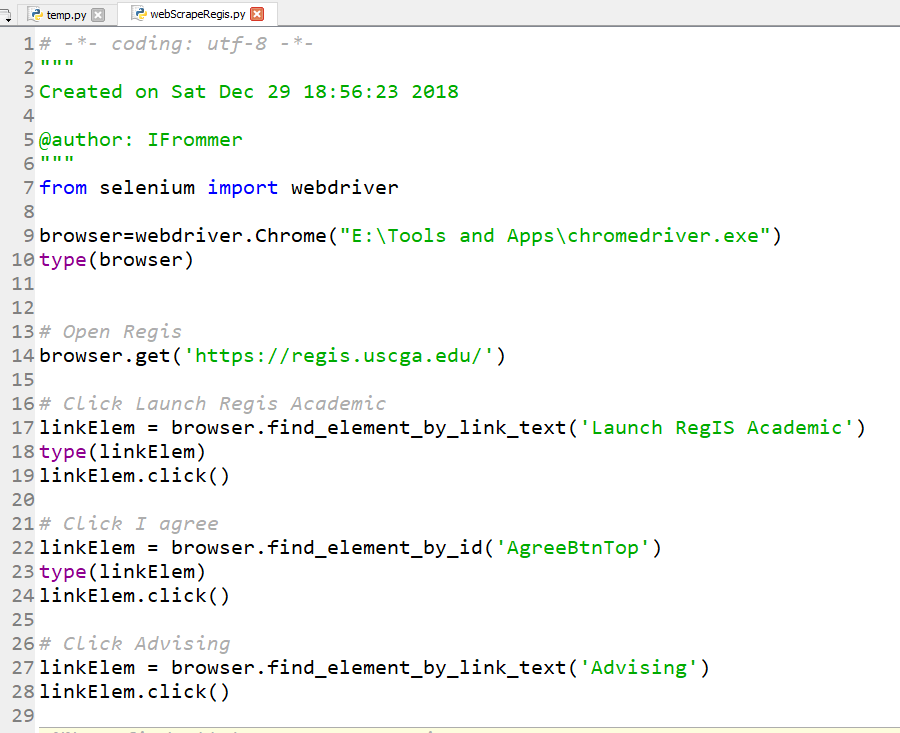 temp.py webScrapeRegis.py
1 # -*- coding: utf-8 -*-
2 """
3 Created on Sat Dec 29 18:56:23 2018
4
5 @author: IFrommer
6 """
7 from selenium import webdriver
8
9 browser=webdriver.Chrome("E:\Tools and Apps\chromedriver.exe")
10 type(browser)
11
12
13 # Open Regis
14 browser.get('https://regis.uscga.edu/')
15
16 # Click Launch Regis Academic
17 linkElem = browser.find_element_by_link_text('Launch RegIS Academic')
18 type(linkElem)
19 linkElem.click()
20
21 # Click I agree
22 linkElem = browser.find_element_by_id('AgreeBtnTop')
23 type(linkElem)
24 linkElem.click()
25
26 # Click Advising
27 linkElem = browser.find_element_by_link_text('Advising')
28 linkElem.click()
29